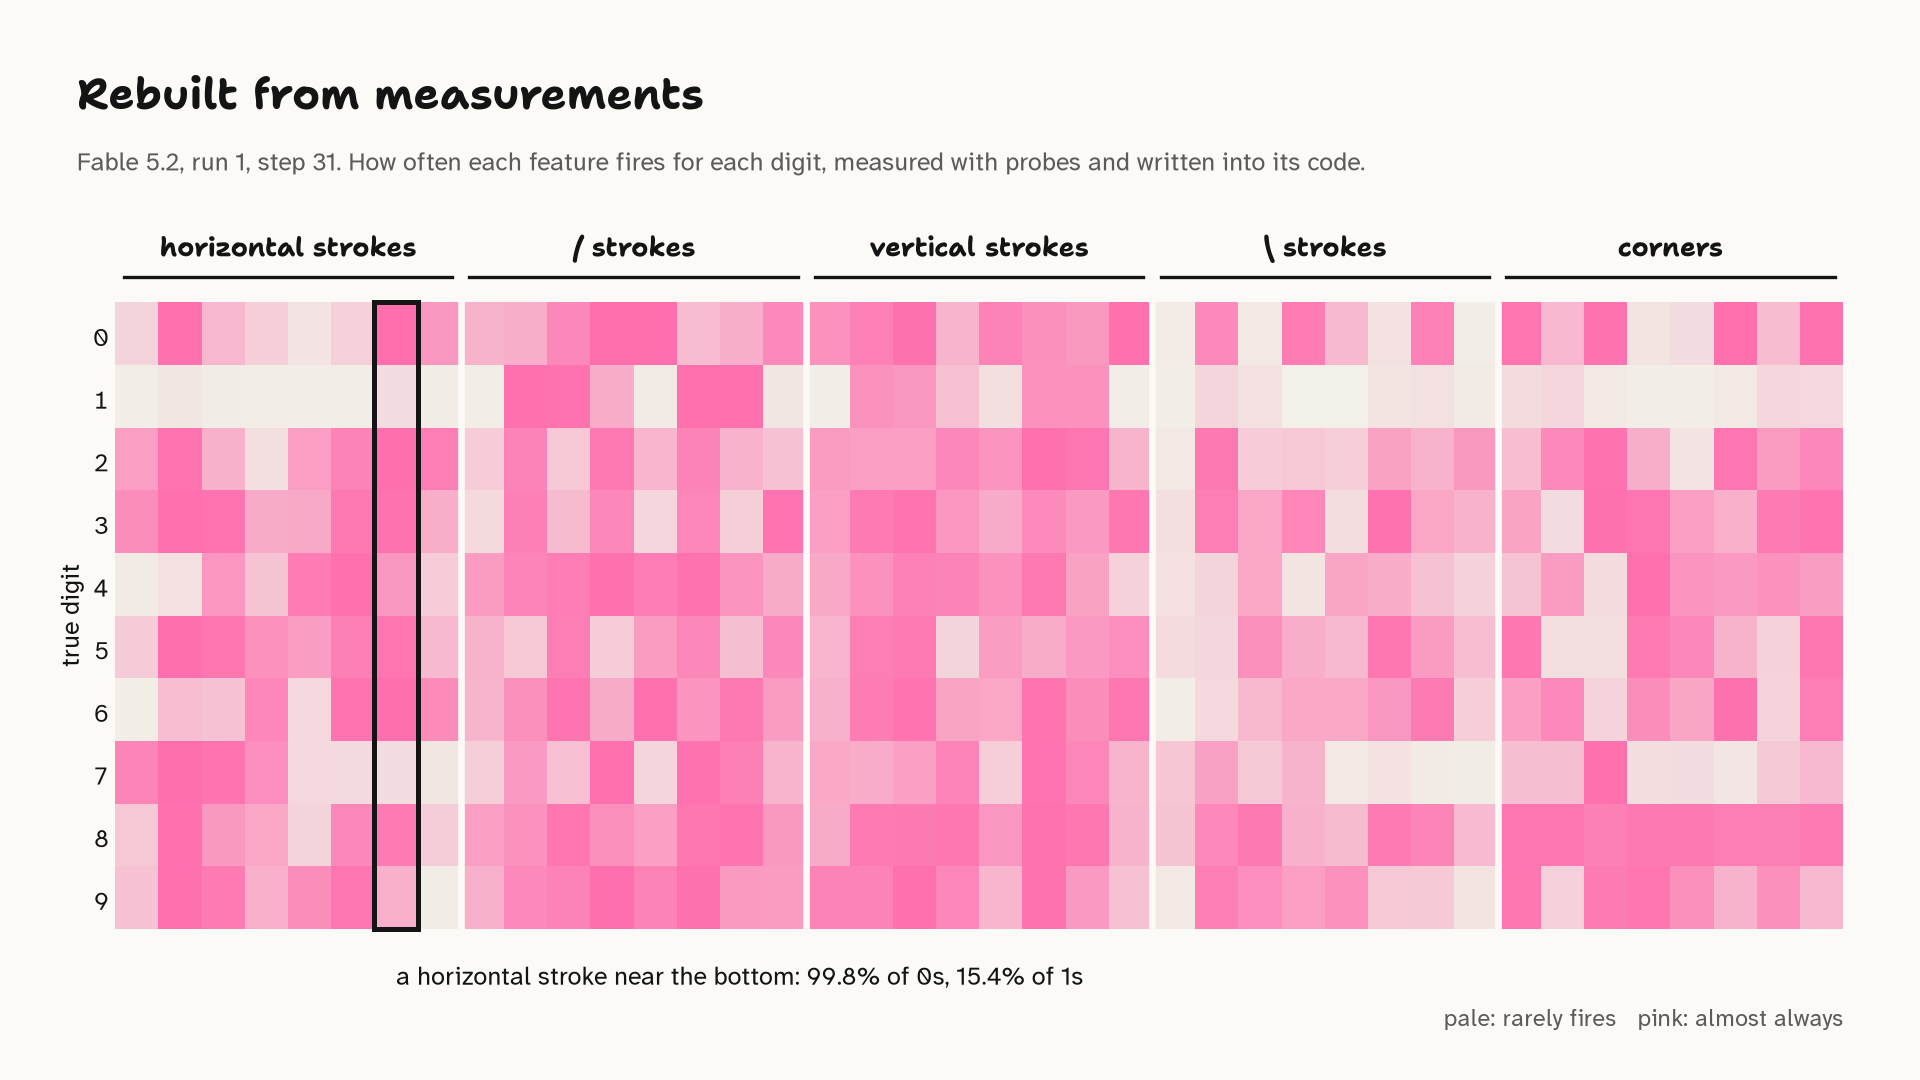 Rebuilt from measurements
Fable 5.2, run 1, step 31. How often each feature fires for each digit, measured with probes and written into its code.
horizontal strokes
/ strokes
vertical strokes
\ strokes
corners
true digit
0
1
2
3
4
5
6
7
8
9
a horizontal stroke near the bottom: 99.8% of 0s, 15.4% of 1s
pale: rarely fires pink: almost always